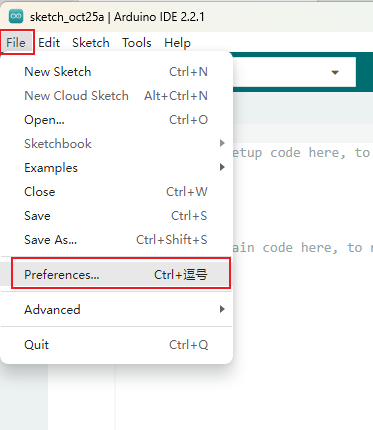 sketch_oct25a | Arduino IDE 2.2.1
File Edit Sketch Tools Help
New Sketch Ctrl+N
New Cloud Sketch Alt+Ctrl+N
Open... Ctrl+O
Sketchbook
Examples
Close Ctrl+W
Save Ctrl+S
Save As... Ctrl+Shift+S
Preferences... Ctrl+逗号
Advanced
Quit Ctrl+Q
etup code here, to
ain code here, to r